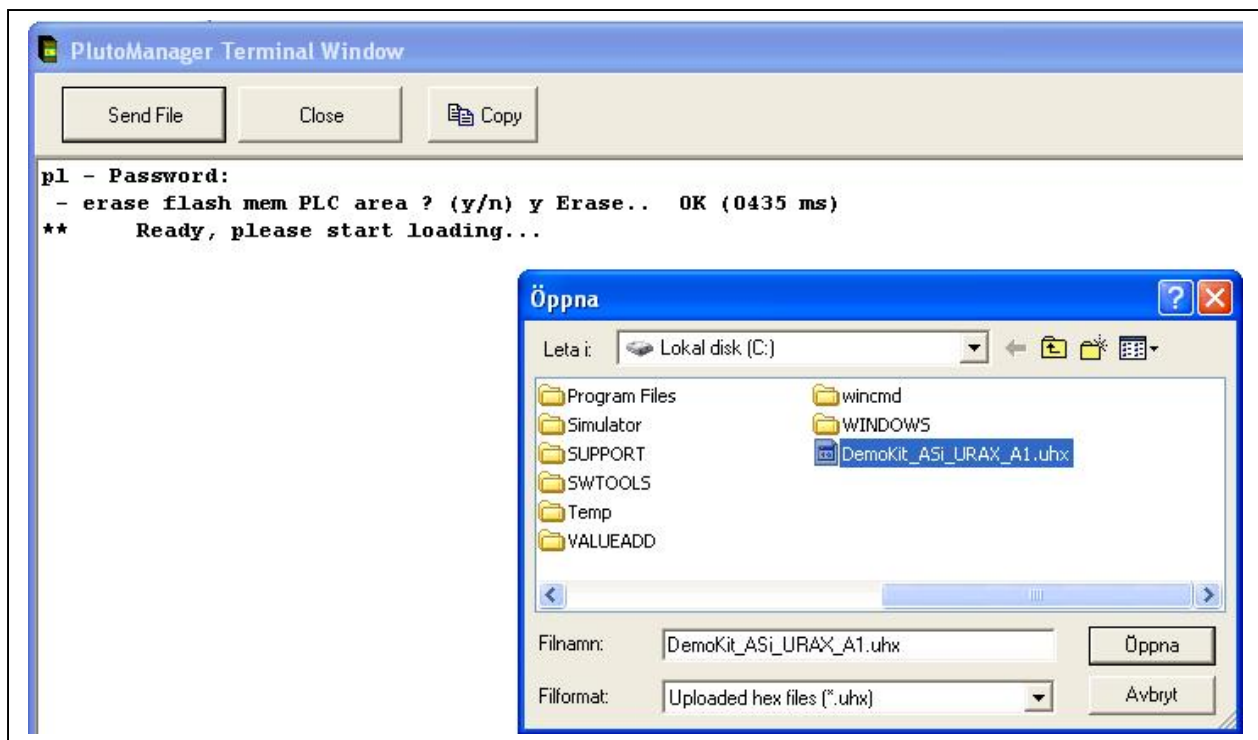 PlutoManager Terminal Window
Send File Close Copy
pl - Password:
- erase flash mem PLC area ? (y/n) y Erase.. OK (0435 ms)
** Ready, please start loading...
Öppna
Leta i: Lokal disk (C:)
Program Files
Simulator
SUPPORT
SWTOOLS
Temp
VALUEADD
wincmd
WINDOWS
DemoKit_ASi_URAX_A1.uhx
Filnamn: DemoKit_ASi_URAX_A1.uhx Öppna
Filformat: Uploaded hex files (*.uhx) Avbryt